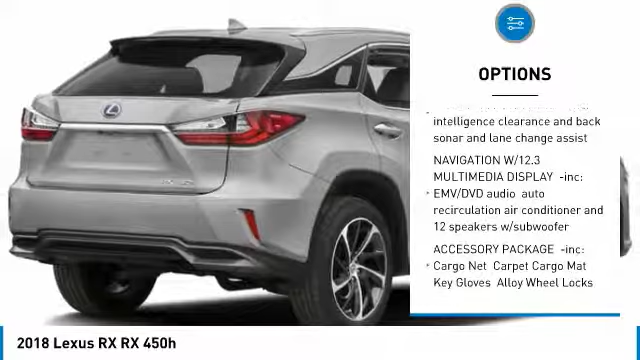 OPTIONS
intelligence clearance and back
sonar and lane change assist
NAVIGATION W/12.3
MULTIMEDIA DISPLAY -inc:
EMV/DVD audio auto
recirculation air conditioner and
12 speakers w/subwoofer
ACCESSORY PACKAGE -inc:
Cargo Net Carpet Cargo Mat
Key Gloves Alloy Wheel Locks
2018 Lexus RX RX 450h